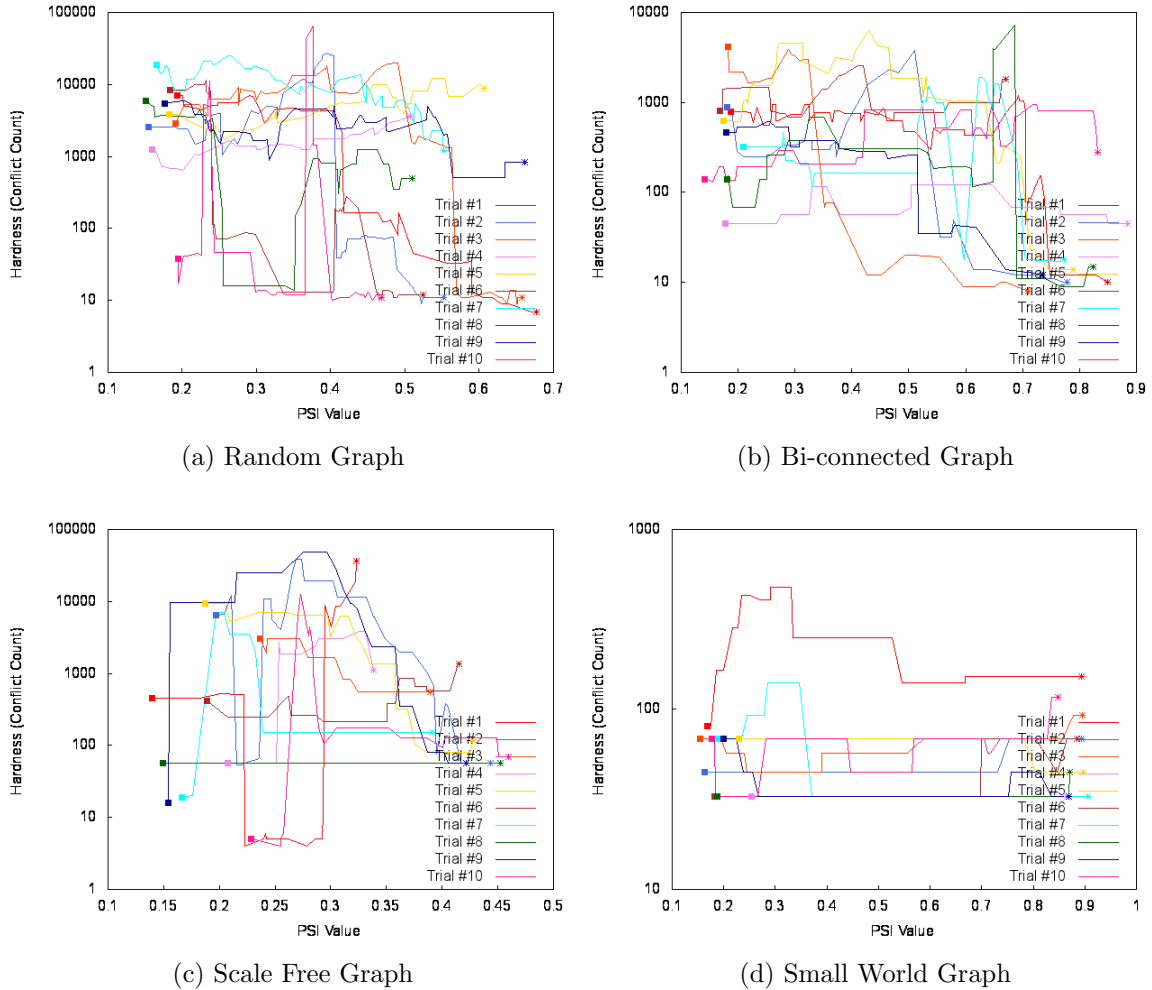 100000
10000
1000
100
10
1
Hardness (Conflict Count)
Trial #1
Trial #2
Trial #3
Trial #4
Trial #5
Trial #6
Trial #7
Trial #8
Trial #9
Trial #10
0.1 0.2 0.3 0.4 0.5 0.6 0.7
PSI Value
(a) Random Graph
10000
1000
100
10
1
Hardness (Conflict Count)
Trial #1
Trial #2
Trial #3
Trial #4
Trial #5
Trial #6
Trial #7
Trial #8
Trial #9
Trial #10
0.1 0.2 0.3 0.4 0.5 0.6 0.7 0.8 0.9
PSI Value
(b) Bi-connected Graph
100000
10000
1000
100
10
1
Hardness (Conflict Count)
Trial #1
Trial #2
Trial #3
Trial #4
Trial #5
Trial #6
Trial #7
Trial #8
Trial #9
Trial #10
0.1 0.15 0.2 0.25 0.3 0.35 0.4 0.45 0.5
PSI Value
(c) Scale Free Graph
1000
100
10
Hardness (Conflict Count)
Trial #1
Trial #2
Trial #3
Trial #4
Trial #5
Trial #6
Trial #7
Trial #8
Trial #9
Trial #10
0.1 0.2 0.3 0.4 0.5 0.6 0.7 0.8 0.9 1
PSI Value
(d) Small World Graph